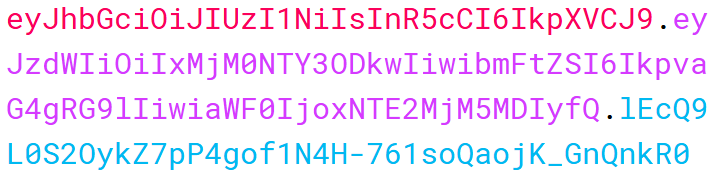 eyJhbGciOiJIUzI1NiIsInR5cCI6IkpXVCJ9.ey
JzdWIiOiIxMjM0NTY3ODkwIiwibmFtZSI6Ikpva
G4gRG9lIiwiaWF0IjoxNTE2MjM5MDIyfQ.lEcQ9
L0S2OykZ7pP4gof1N4H-761soQaojK_GnQnkR0